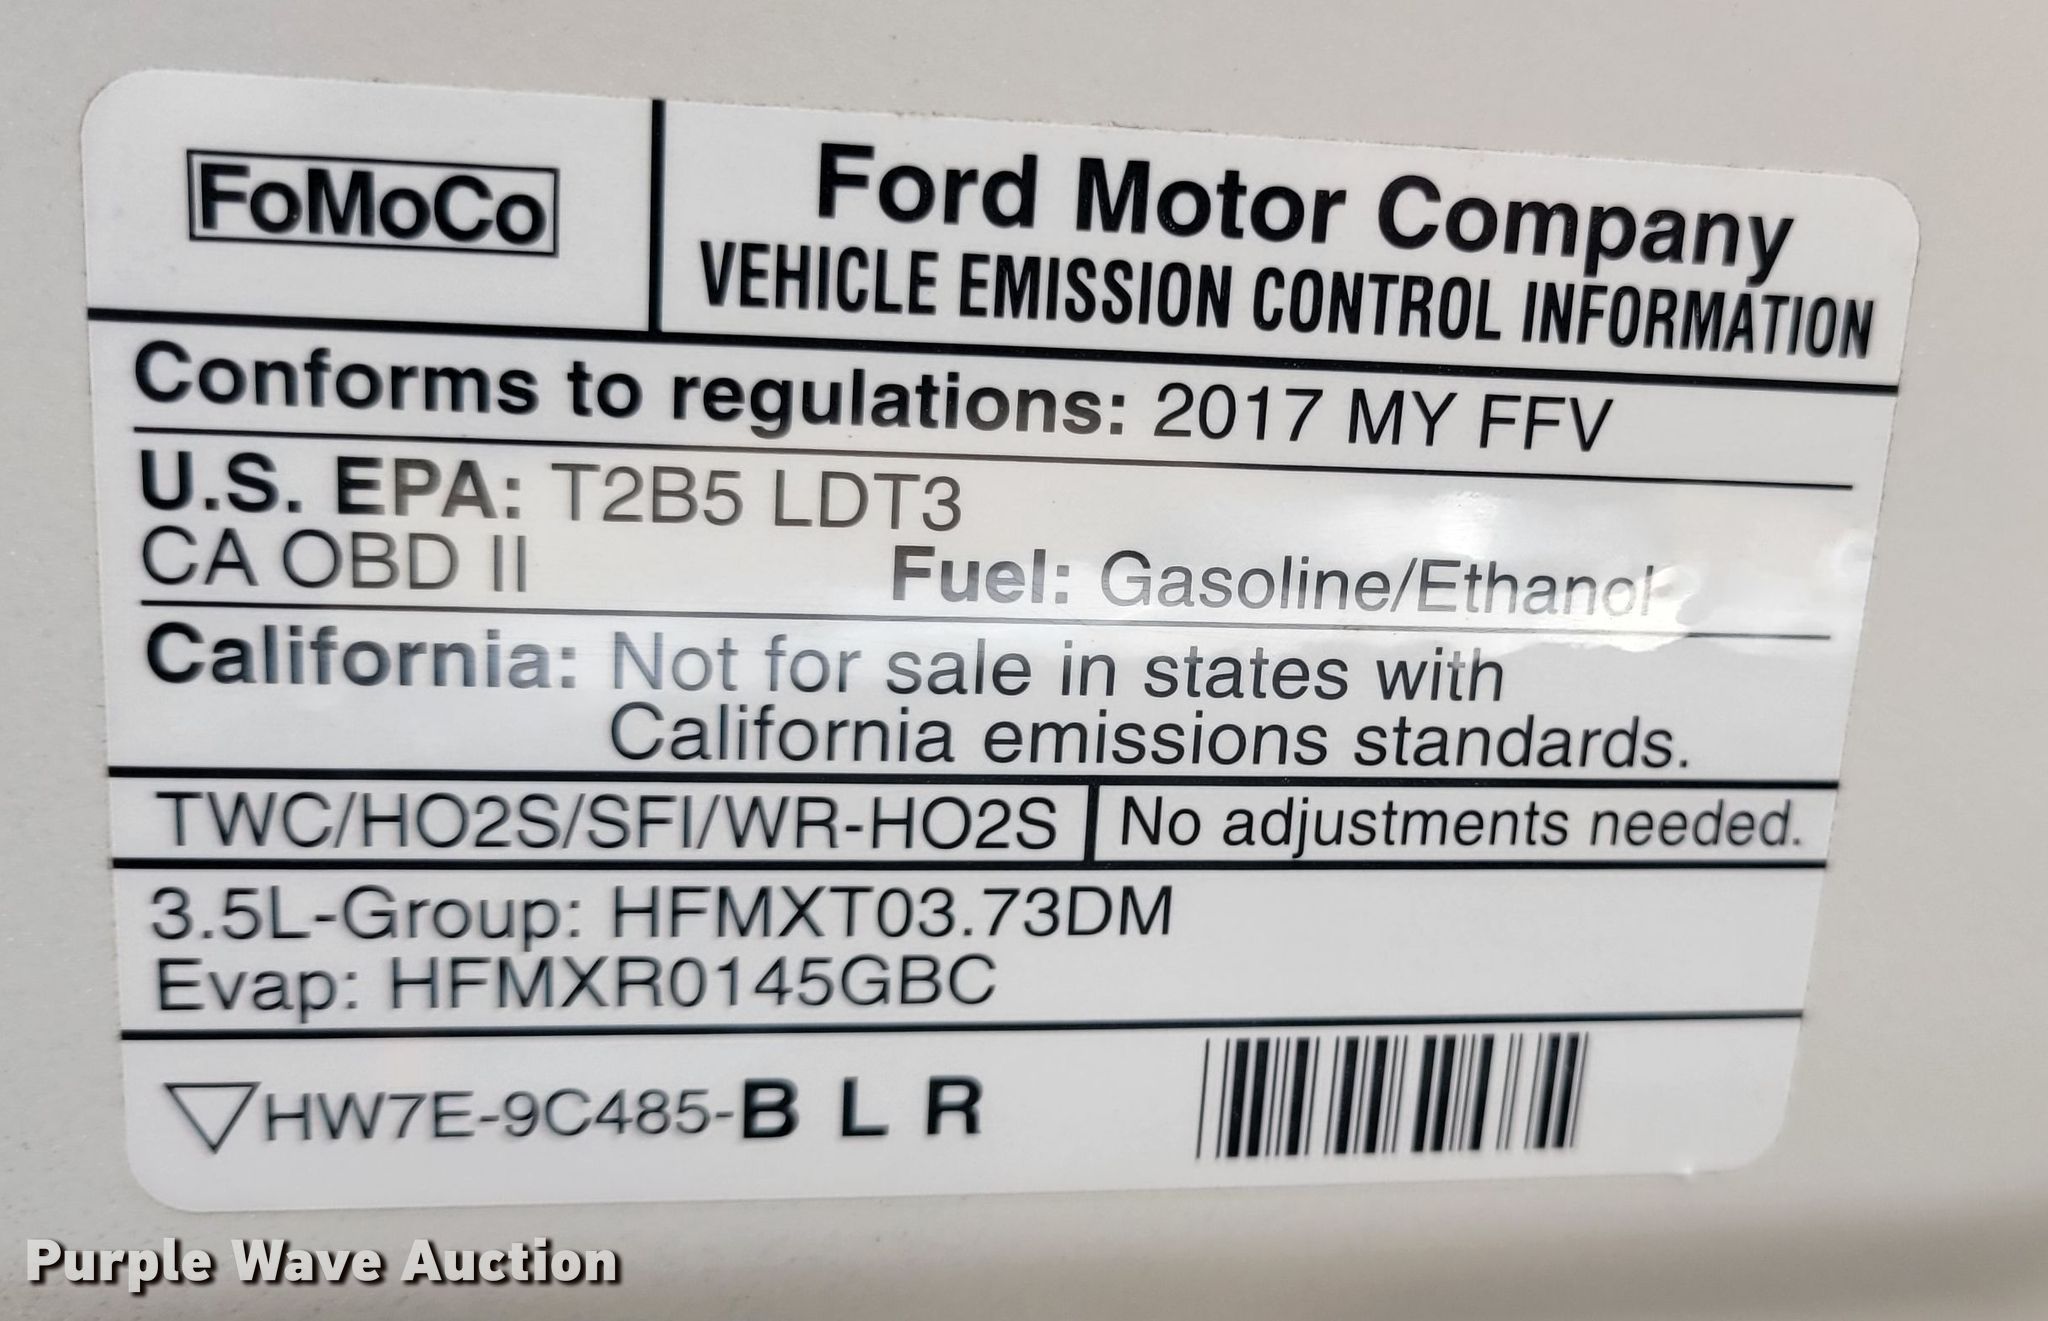 FoMoCo
Ford Motor Company
VEHICLE EMISSION CONTROL INFORMATION
Conforms to regulations: 2017 MY FFV
U.S. EPA: T2B5 LDT3
CA OBD II Fuel: Gasoline/Ethanol
California: Not for sale in states with
California emissions standards.
TWC/HO2S/SFI/WR-HO2S No adjustments needed.
3.5L-Group: HFMXT03.73DM
Evap: HFMXR0145GBC
HW7E-9C485-B L R
Purple Wave Auction